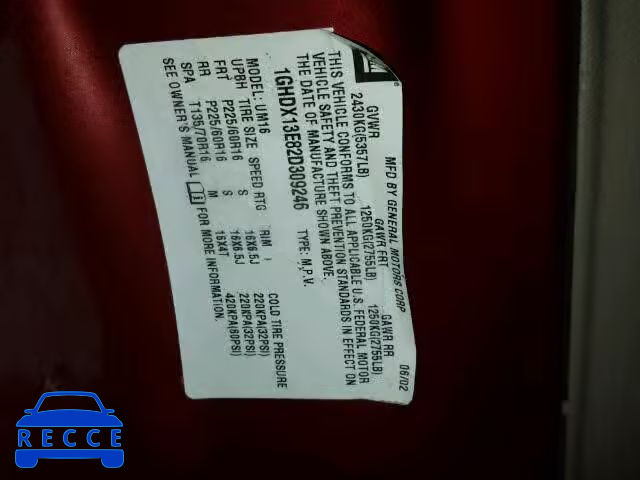 MFD BY GENERAL MOTORS CORP 06/02
GVWR GAWR FRT GAWR RR
2430KG(5357LB) 1250KG(2755LB) 1250KG(2755LB)
THIS VEHICLE CONFORMS TO ALL APPLICABLE U.S. FEDERAL MOTOR
VEHICLE SAFETY AND THEFT PREVENTION STANDARDS IN EFFECT ON
THE DATE OF MANUFACTURE SHOWN ABOVE.
1GHDX13E82D309246 TYPE: M.P.V.
MODEL: UM16
UPBH TIRE SIZE SPEED RTG RIM COLD TIRE PRESSURE
FRT P225/60R16 S 16X6.5J 220KPA(32PSI)
RR P225/60R16 S 16X6.5J 220KPA(32PSI)
SPA T135/70R16 M 16X4T 420KPA(60PSI)
SEE OWNER'S MANUAL i FOR MORE INFORMATION.
RECCE